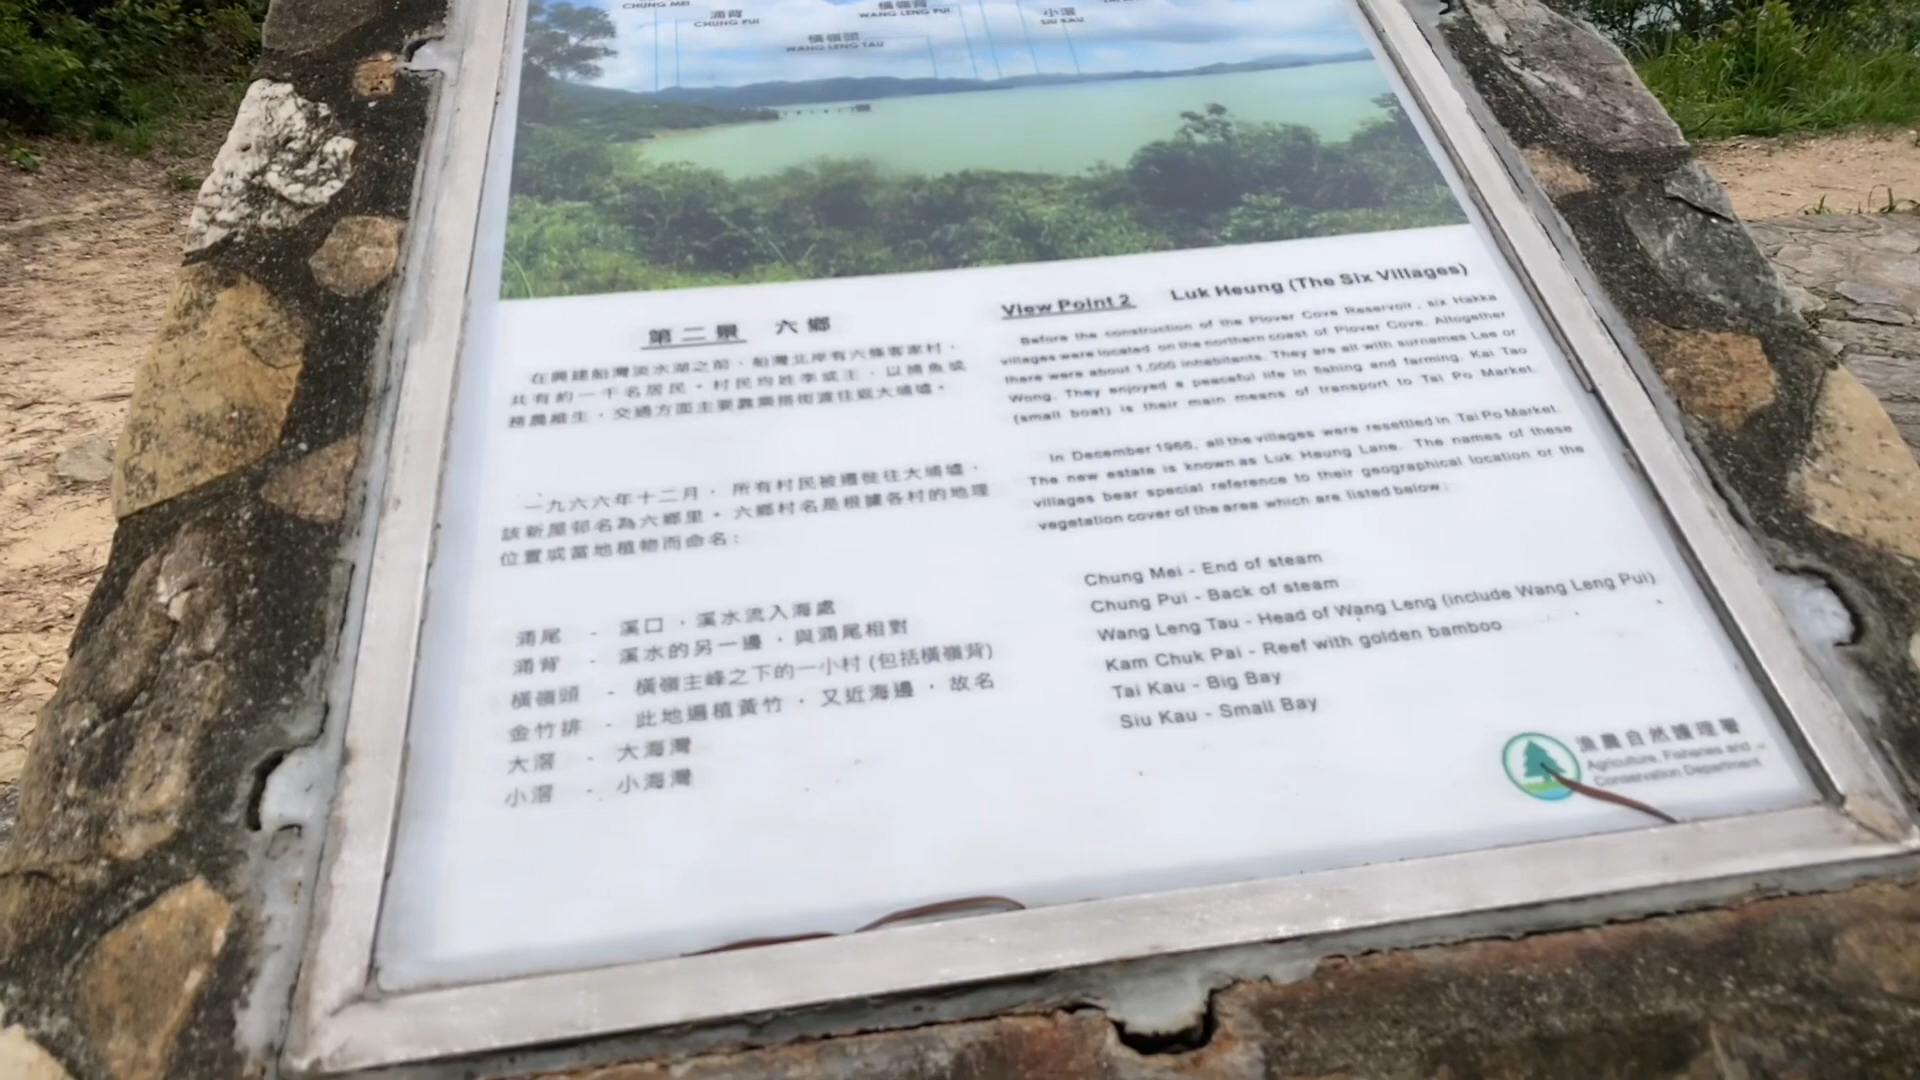 CHUNG MEI
涌背
CHUNG PUI
橫嶺背
WANG LENG PUI
小滘
SIU KAU
橫嶺頭
WANG LENG TAU
第二景 六鄉
在興建船灣淡水湖之前，船灣北岸有六條客家村，
共有約一千名居民。村民均姓李或王，以捕魚或
務農維生，交通方面主要靠乘搭街渡往返大埔墟。
一九六六年十二月，所有村民被遷徙往大埔墟，
該新屋邨名為六鄉里。六鄉村名是根據各村的地理
位置或當地植物而命名：
涌尾 - 溪口，溪水流入海處
涌背 - 溪水的另一邊，與涌尾相對
橫嶺頭 - 橫嶺主峰之下的一小村 (包括橫嶺背)
金竹排 - 此地遍植黃竹，又近海邊，故名
大滘 - 大海灣
小滘 - 小海灣
View Point 2 Luk Heung (The Six Villages)
Before the construction of the Plover Cove Reservoir, six Hakka
villages were located on the northern coast of Plover Cove. Altogether
there were about 1,000 inhabitants. They are all with surnames Lee or
Wong. They enjoyed a peaceful life in fishing and farming. Kai Tao
(small boat) is their main means of transport to Tai Po Market.
In December 1966, all the villages were resettled in Tai Po Market.
The new estate is known as Luk Heung Lane. The names of these
villages bear special reference to their geographical location or the
vegetation cover of the area which are listed below:
Chung Mei - End of steam
Chung Pui - Back of steam
Wang Leng Tau - Head of Wang Leng (include Wang Leng Pui)
Kam Chuk Pai - Reef with golden bamboo
Tai Kau - Big Bay
Siu Kau - Small Bay
漁農自然護理署
Agriculture, Fisheries and
Conservation Department